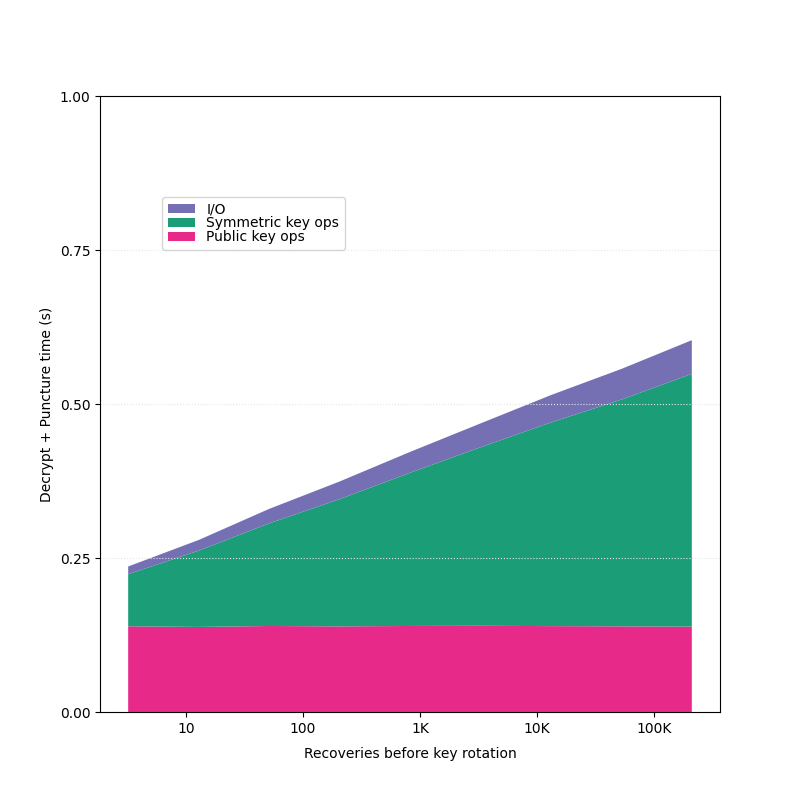 1.00
0.75
0.50
0.25
0.00
Decrypt + Puncture time (s)
I/O
Symmetric key ops
Public key ops
10
100
1K
10K
100K
Recoveries before key rotation